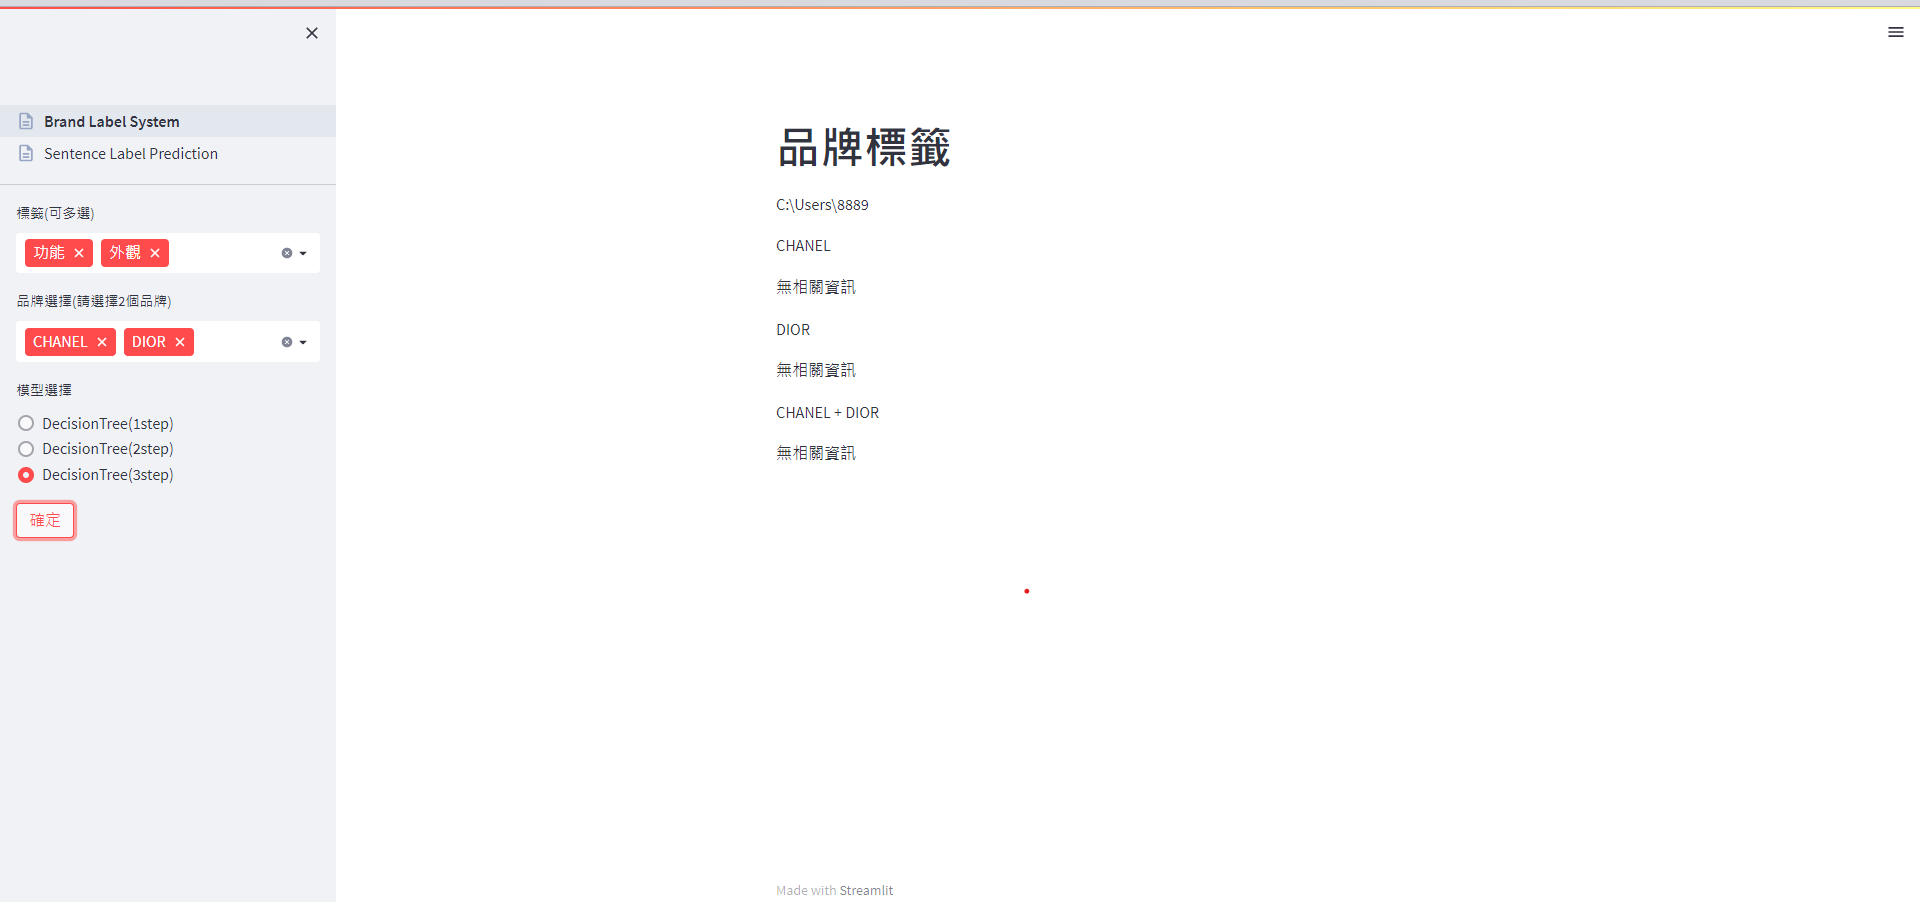 Brand Label System
Sentence Label Prediction
標籤(可多選)
功能
外觀
品牌選擇(請選擇2個品牌)
CHANEL
DIOR
模型選擇
DecisionTree(1step)
DecisionTree(2step)
DecisionTree(3step)
確定
品牌標籤
C:\Users\8889
CHANEL
無相關資訊
DIOR
無相關資訊
CHANEL + DIOR
無相關資訊
Made with Streamlit